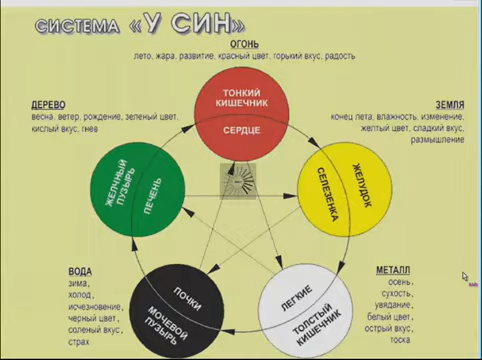 СИСТЕМА «У СИН»
ОГОНЬ
лето, жара, развитие, красный цвет, горький вкус, радость
ДЕРЕВО
весна, ветер, рождение, зеленый цвет,
кислый вкус, гнев
ЗЕМЛЯ
конец лета, влажность, изменение,
желтый цвет, сладкий вкус,
размышление
ТОНКИЙ
КИШЕЧНИК
СЕРДЦЕ
ЖЕЛЧНЫЙ
ПУЗЫРЬ
ПЕЧЕНЬ
ЖЕЛУДОК
СЕЛЕЗЕНКА
ПОЧКИ
МОЧЕВОЙ
ПУЗЫРЬ
ЛЕГКИЕ
ТОЛСТЫЙ
КИШЕЧНИК
ВОДА
зима,
холод,
исчезновение,
черный цвет,
соленый вкус,
страх
МЕТАЛЛ
осень,
сухость,
увядание,
белый цвет,
острый вкус,
тоска